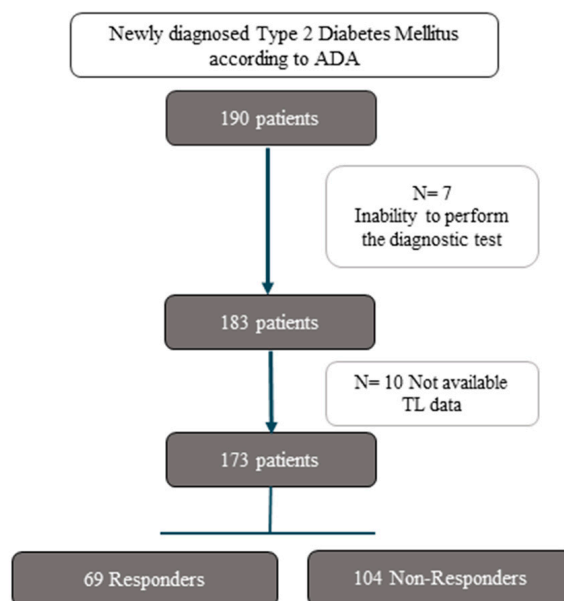 Newly diagnosed Type 2 Diabetes Mellitus
according to ADA
190 patients
N= 7
Inability to perform
the diagnostic test
183 patients
N= 10 Not available
TL data
173 patients
69 Responders
104 Non-Responders